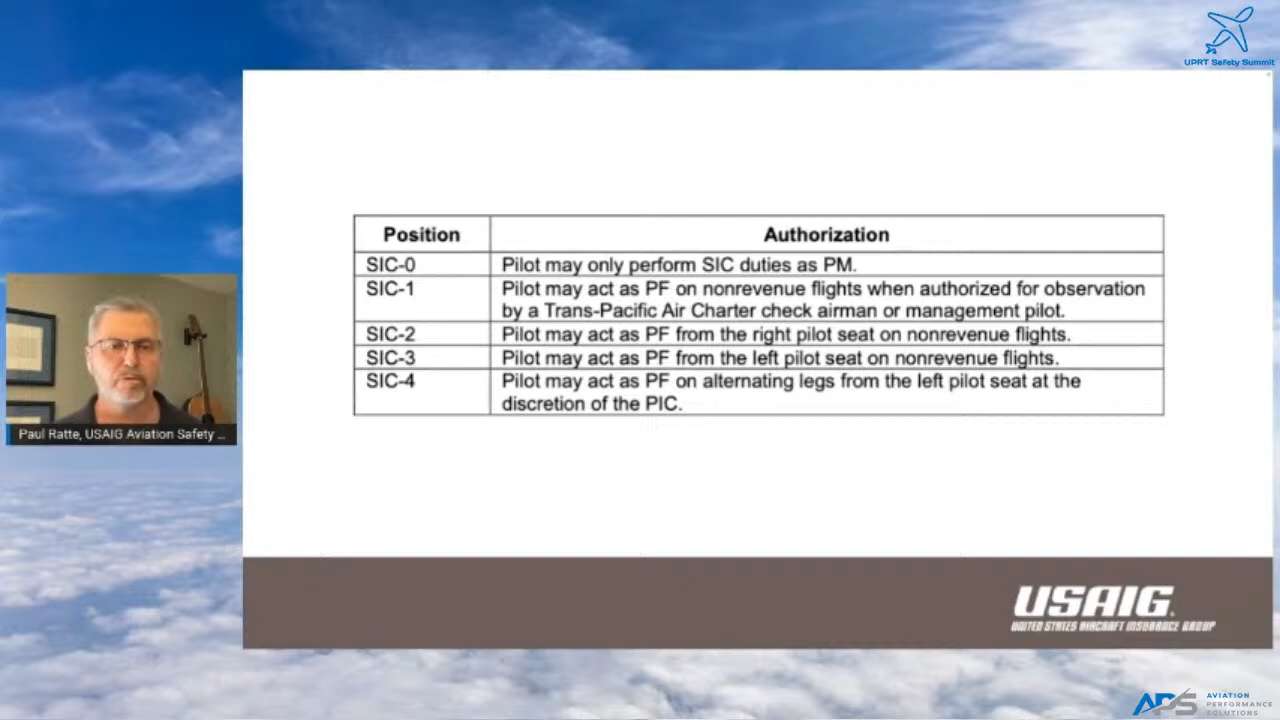 UPRT Safety Summit
Position Authorization
SIC-0 Pilot may only perform SIC duties as PM.
SIC-1 Pilot may act as PF on nonrevenue flights when authorized for observation
by a Trans-Pacific Air Charter check airman or management pilot.
SIC-2 Pilot may act as PF from the right pilot seat on nonrevenue flights.
SIC-3 Pilot may act as PF from the left pilot seat on nonrevenue flights.
SIC-4 Pilot may act as PF on alternating legs from the left pilot seat at the
discretion of the PIC.
Paul Ratte, USAIG Aviation Safety ...
USAIG
UNITED STATES AIRCRAFT INSURANCE GROUP
APS AVIATION
PERFORMANCE
SOLUTIONS